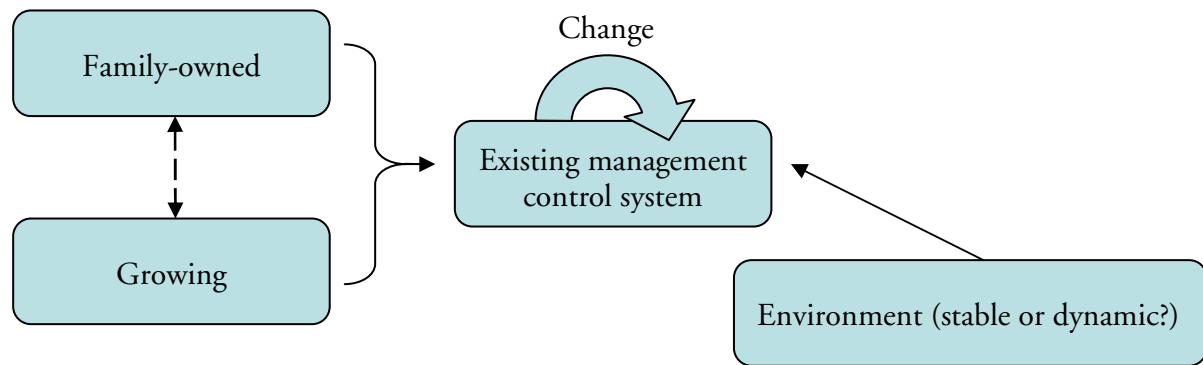 Change
Family-owned
Existing management
control system
Growing
Environment (stable or dynamic?)